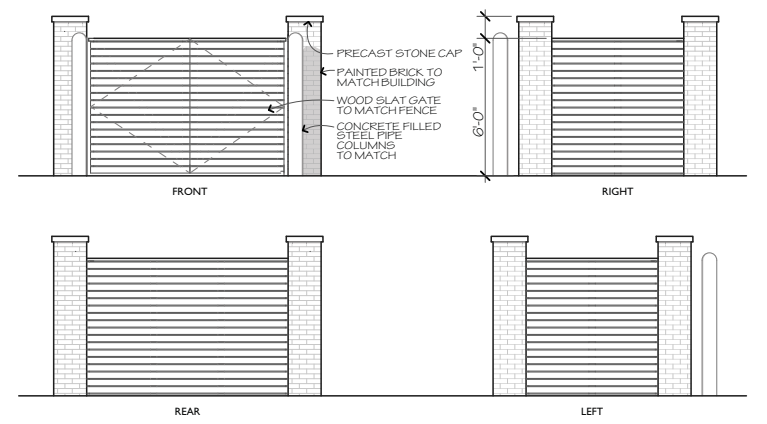 PRECAST STONE CAP
PAINTED BRICK TO
MATCH BUILDING
WOOD SLAT GATE
TO MATCH FENCE
CONCRETE FILLED
STEEL PIPE
COLUMNS
TO MATCH
1'-0"
6'-0"
FRONT
RIGHT
REAR
LEFT